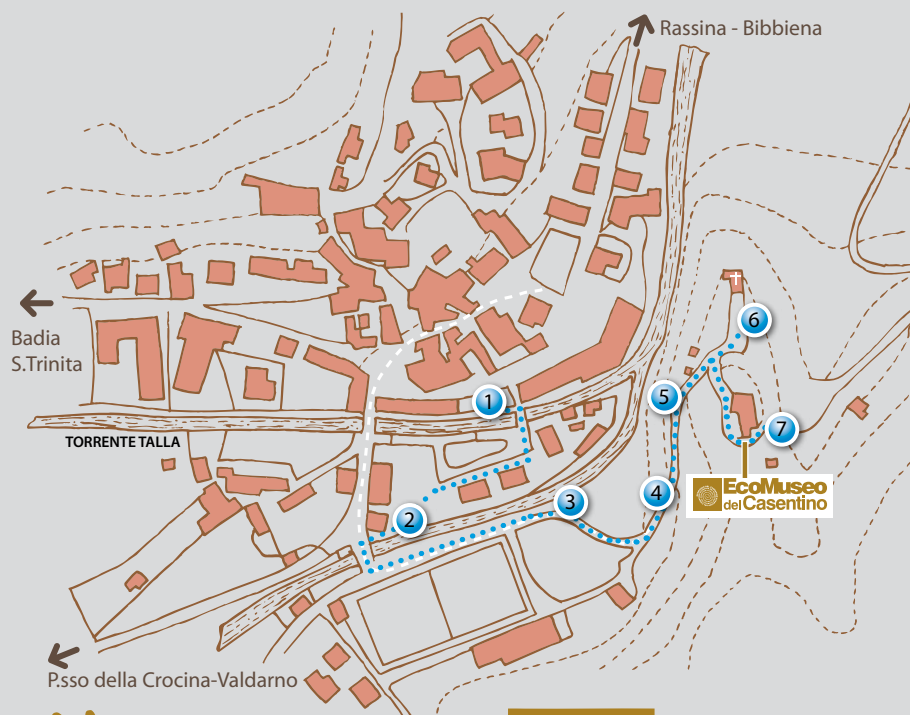 Rassina - Bibbiena
Badia
S.Trinita
TORRENTE TALLA
1
2
3
4
5
6
7
EcoMuseo
del Casentino
P.sso della Crocina-Valdarno